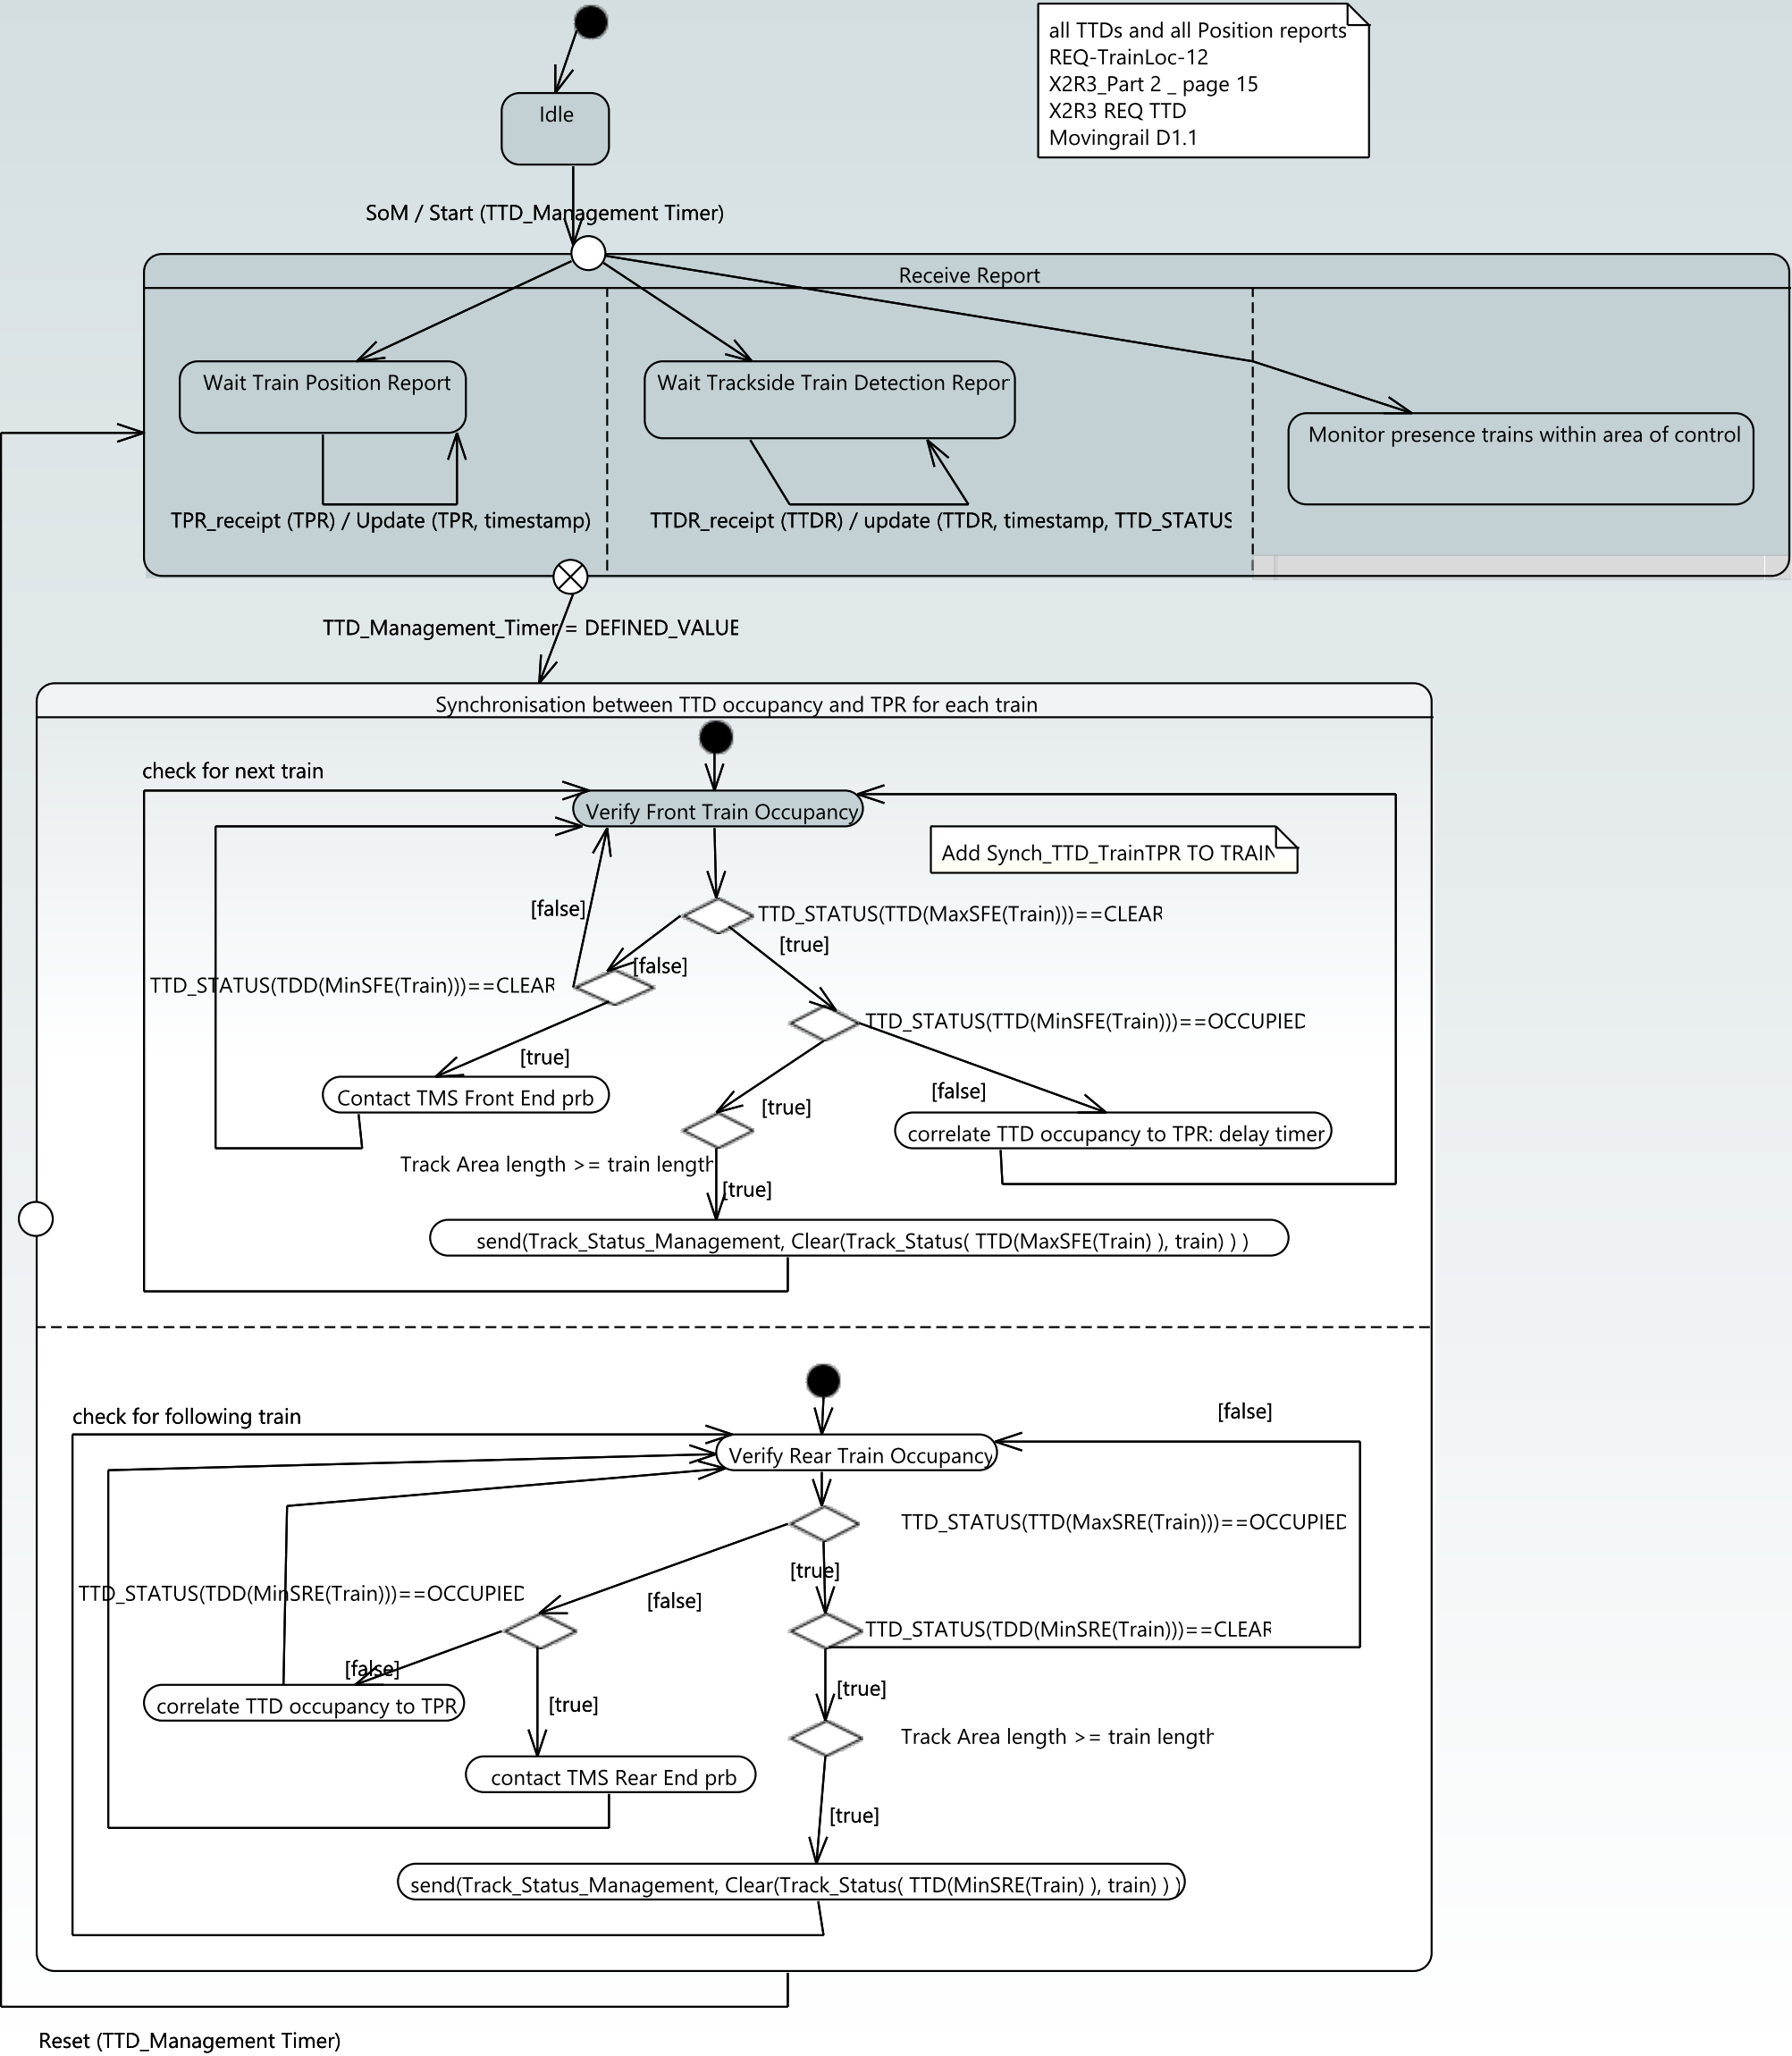 all TTDs and all Position reports
REQ-TrainLoc-12
X2R3_Part 2 _ page 15
X2R3 REQ TTD
Movingrail D1.1
Idle
SoM / Start (TTD_Management Timer)
Receive Report
Wait Train Position Report
Wait Trackside Train Detection Repor
Monitor presence trains within area of control
TPR_receipt (TPR) / Update (TPR, timestamp)
TTDR_receipt (TTDR) / update (TTDR, timestamp, TTD_STATUS
TTD_Management_Timer = DEFINED_VALUE
Synchronisation between TTD occupancy and TPR for each train
check for next train
Verify Front Train Occupancy
Add Synch_TTD_TrainTPR TO TRAIN
[false]
TTD_STATUS(TTD(MaxSFE(Train)))==CLEAR
[true]
[false]
TTD_STATUS(TDD(MinSFE(Train)))==CLEAR
TTD_STATUS(TTD(MinSFE(Train)))==OCCUPIED
[true]
[false]
Contact TMS Front End prb
[true]
correlate TTD occupancy to TPR: delay timer
Track Area length >= train length
[true]
send(Track_Status_Management, Clear(Track_Status( TTD(MaxSFE(Train) ), train) ) )
check for following train
[false]
Verify Rear Train Occupancy
TTD_STATUS(TTD(MaxSRE(Train)))==OCCUPIED
[true]
TTD_STATUS(TDD(MinSRE(Train)))==OCCUPIED
[false]
TTD_STATUS(TDD(MinSRE(Train)))==CLEAR
[false]
[true]
[true]
correlate TTD occupancy to TPR
Track Area length >= train length
contact TMS Rear End prb
[true]
send(Track_Status_Management, Clear(Track_Status( TTD(MinSRE(Train) ), train) ) )
Reset (TTD_Management Timer)